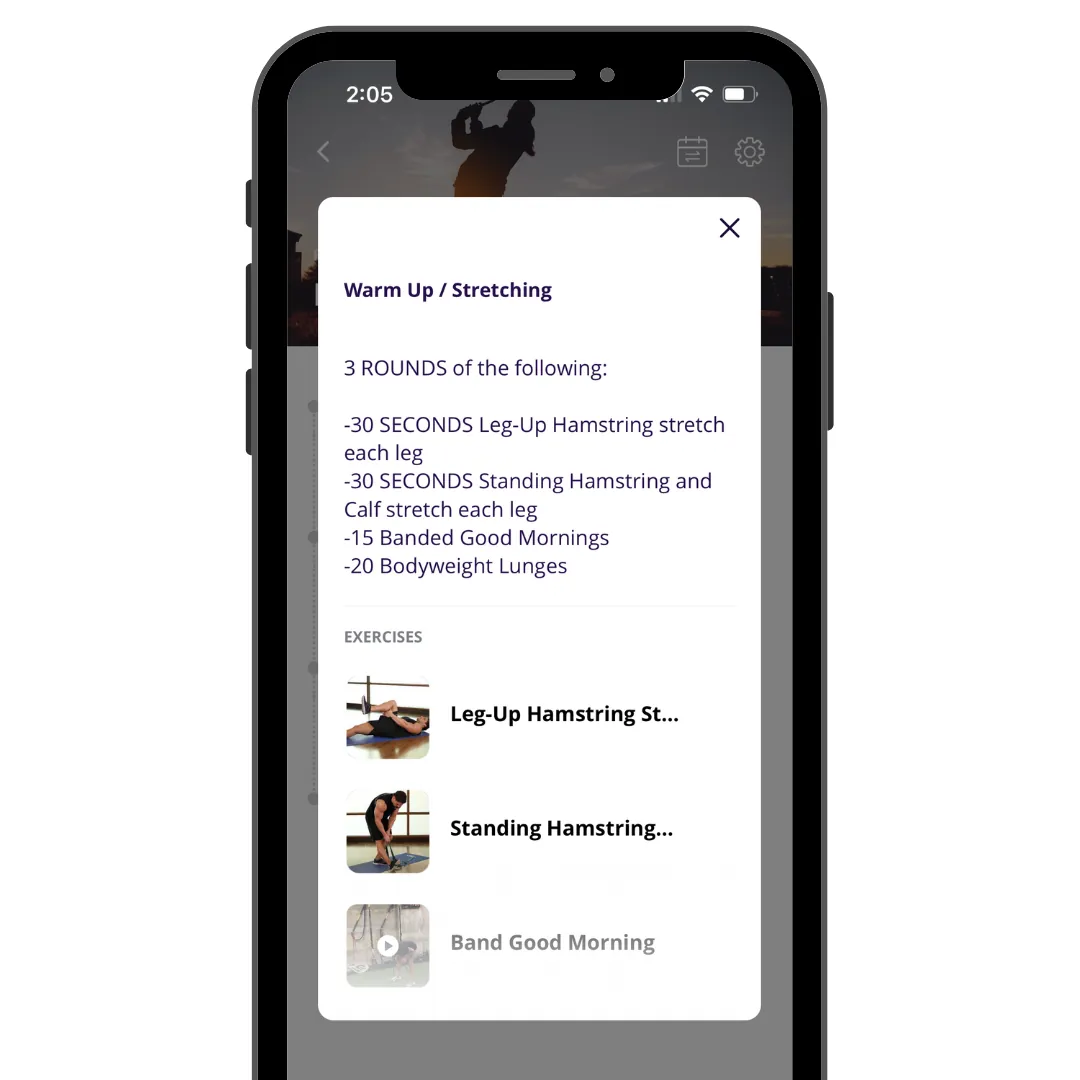 2:05
Warm Up / Stretching
3 ROUNDS of the following:
-30 SECONDS Leg-Up Hamstring stretch
each leg
-30 SECONDS Standing Hamstring and
Calf stretch each leg
-15 Banded Good Mornings
-20 Bodyweight Lunges
EXERCISES
Leg-Up Hamstring St...
Standing Hamstring...
Band Good Morning